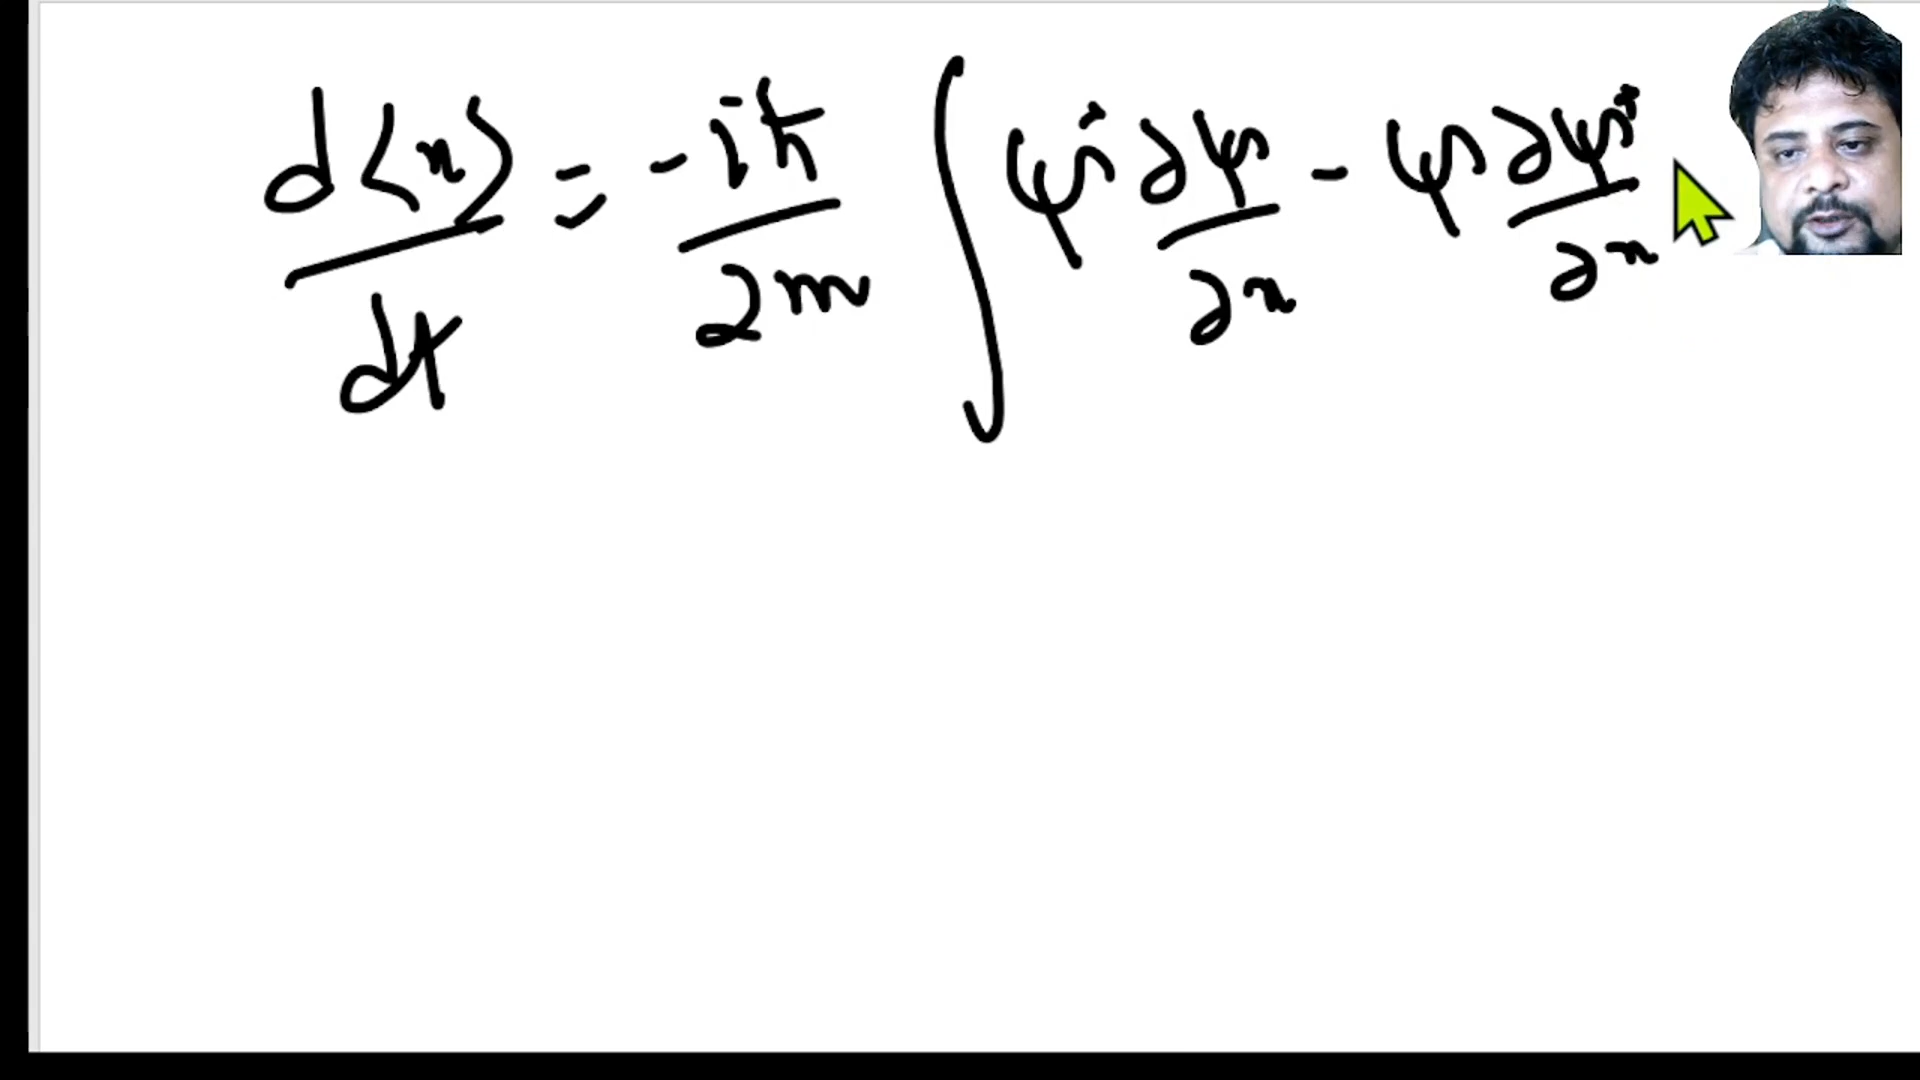 d⟨x⟩/dt = -iħ/2m ∫ ψ* ∂ψ/∂x - ψ ∂ψ*/∂x